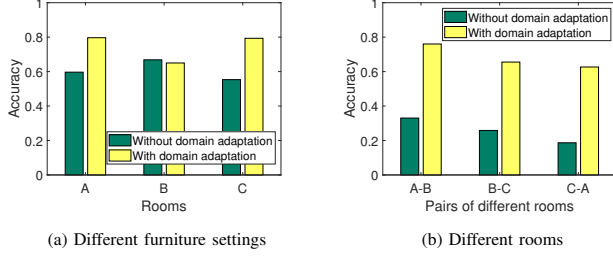 1
0.8
0.6
0.4
0.2
0
Accuracy
Without domain adaptation
With domain adaptation
A B C
Rooms
(a) Different furniture settings
1
0.8
0.6
0.4
0.2
0
Accuracy
Without domain adaptation
With domain adaptation
A-B B-C C-A
Pairs of different rooms
(b) Different rooms